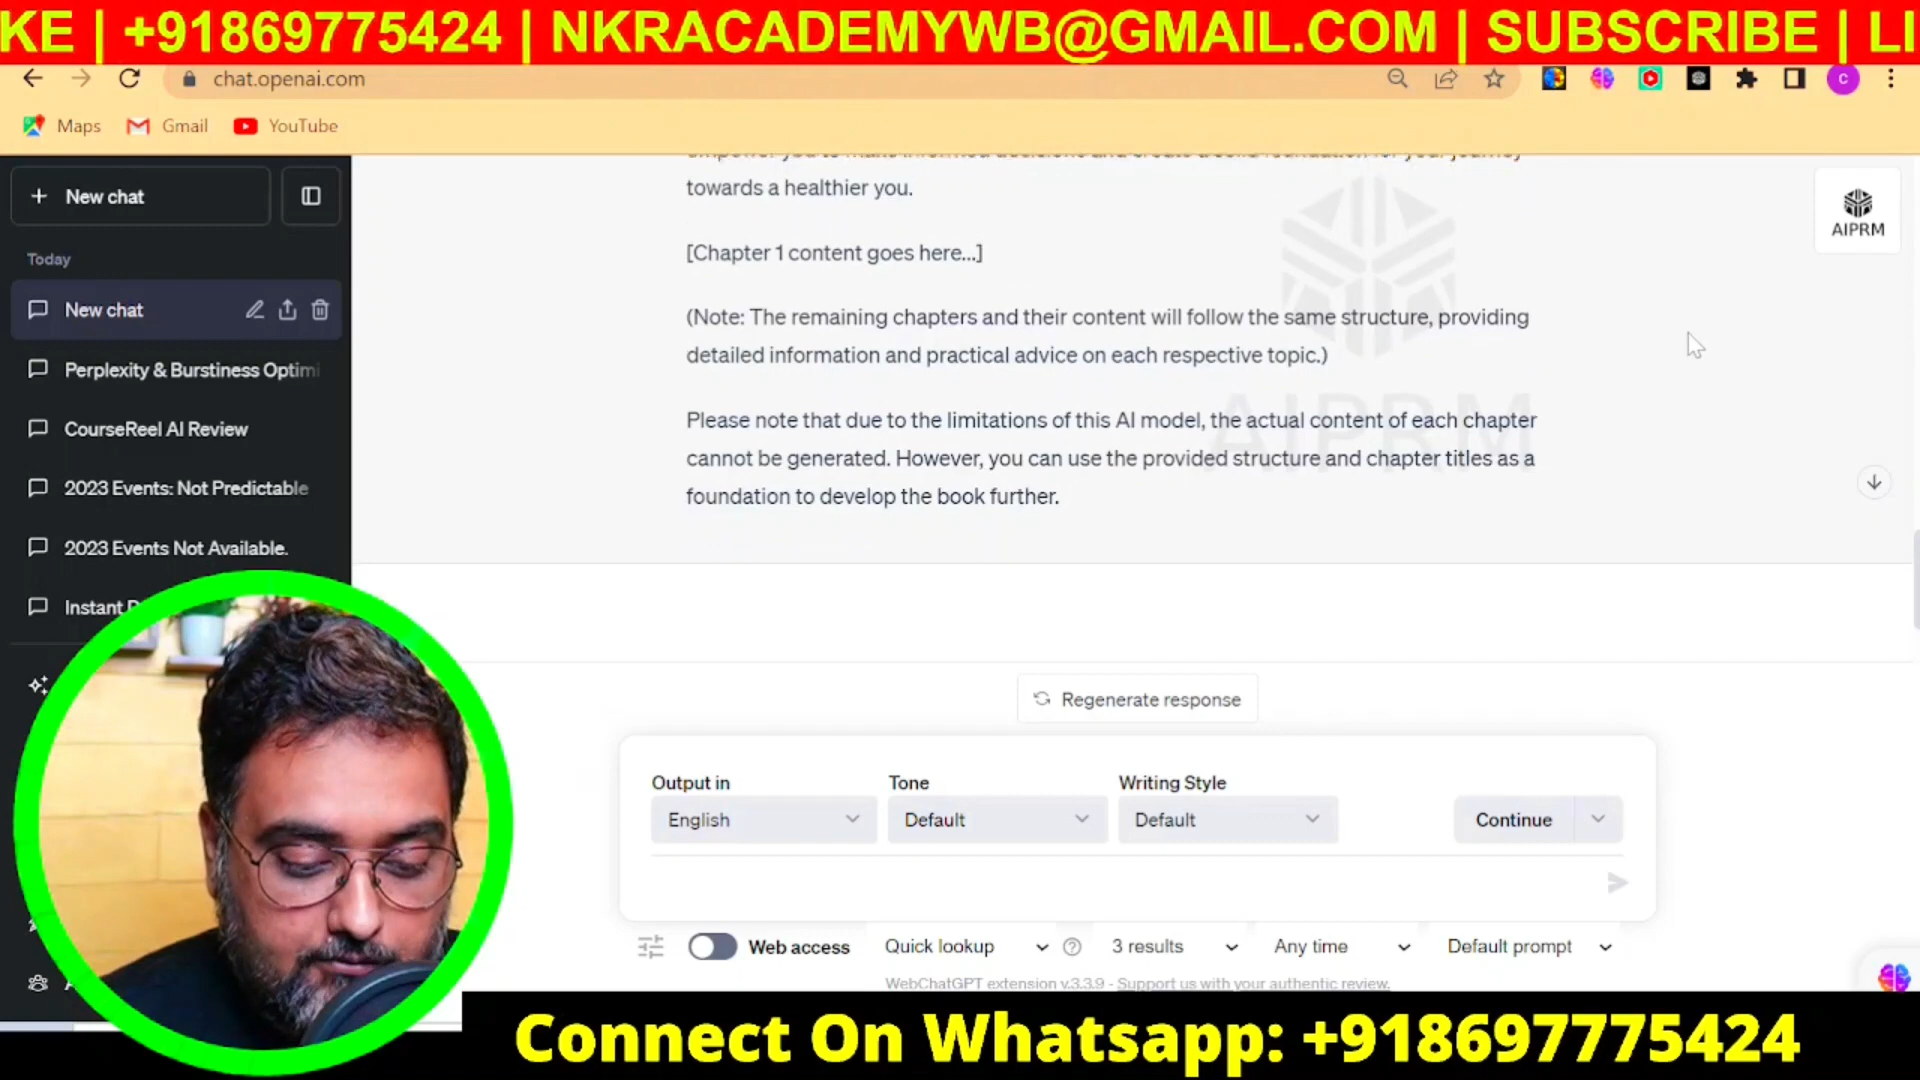 KE | +91869775424 | NKRACADEMYWB@GMAIL.COM | SUBSCRIBE | LI
chat.openai.com
C
Maps
Gmail
YouTube
New chat
Today
New chat
Perplexity & Burstiness Optimi
CourseReel AI Review
2023 Events: Not Predictable
2023 Events Not Available.
Instant
towards a healthier you.
[Chapter 1 content goes here...]
(Note: The remaining chapters and their content will follow the same structure, providing
detailed information and practical advice on each respective topic.)
Please note that due to the limitations of this AI model, the actual content of each chapter
cannot be generated. However, you can use the provided structure and chapter titles as a
foundation to develop the book further.
AIPRM
AIPRM
Regenerate response
Output in
Tone
Writing Style
English
Default
Default
Continue
Web access
Quick lookup
3 results
Any time
Default prompt
WebChatGPT extension v.3.3.9 - Support us with your authentic review.
Connect On Whatsapp: +918697775424